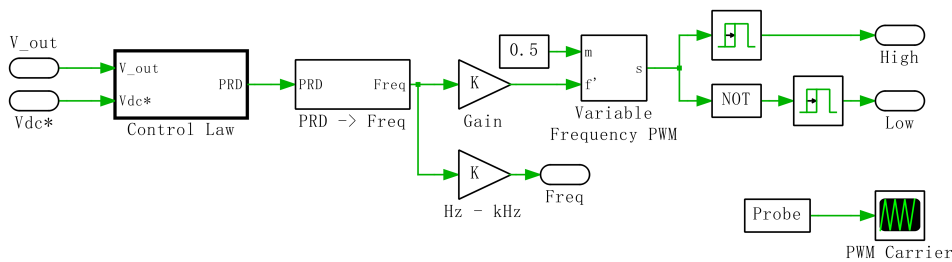 V_out
Vdc*
V_out
Vdc*
PRD
Control Law
PRD
Freq
PRD -> Freq
K
Gain
K
Hz - kHz
Freq
0.5
m
f'
s
Variable
Frequency PWM
High
NOT
Low
Probe
PWM Carrier